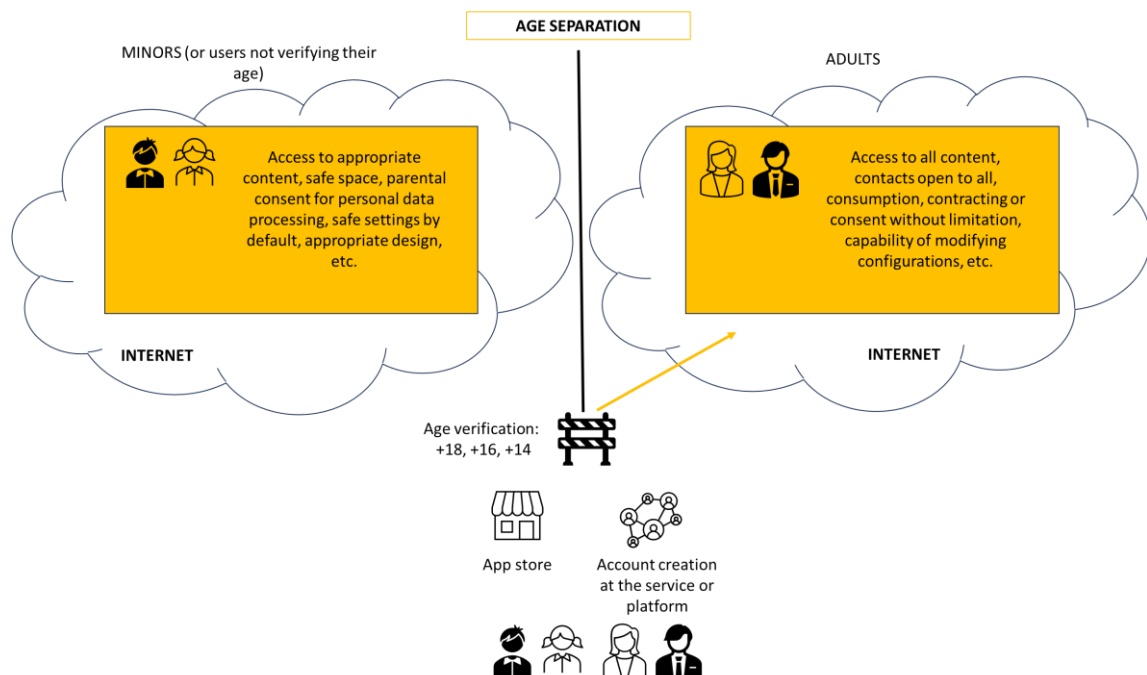 AGE SEPARATION
MINORS (or users not verifying their
age)
Access to appropriate
content, safe space, parental
consent for personal data
processing, safe settings by
default, appropriate design,
etc.
INTERNET
ADULTS
Access to all content,
contacts open to all,
consumption, contracting or
consent without limitation,
capability of modifying
configurations, etc.
INTERNET
Age verification:
+18, +16, +14
App store
Account creation
at the service or
platform